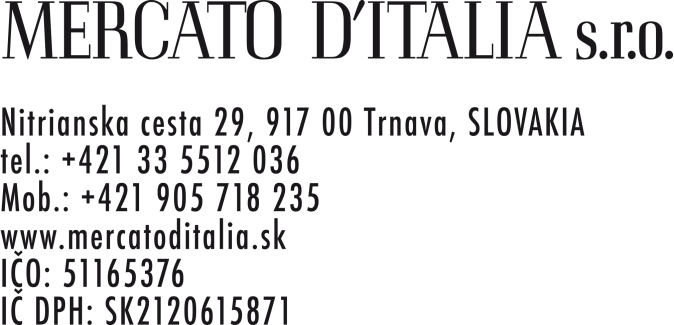 MERCATO D'ITALIA s.r.o.
Nitrianska cesta 29, 917 00 Trnava, SLOVAKIA
tel.: +421 33 5512 036
Mob.: +421 905 718 235
www.mercatoditalia.sk
IČO: 51165376
IČ DPH: SK2120615871